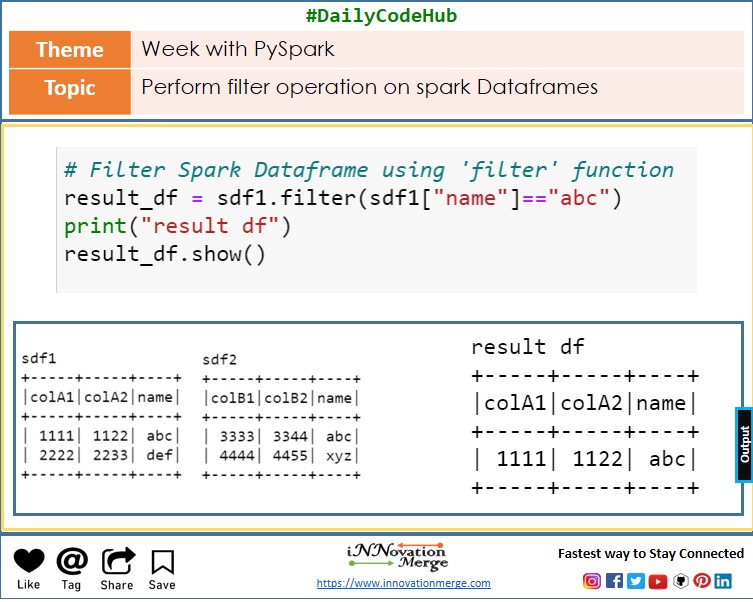 #DailyCodeHub
Theme
Week with PySpark
Topic
Perform filter operation on spark Dataframes
# Filter Spark Dataframe using 'filter' function
result_df = sdf1.filter(sdf1["name"]=="abc")
print("result df")
result_df.show()
sdf1
+-----+-----+----+
|colA1|colA2|name|
+-----+-----+----+
| 1111| 1122| abc|
| 2222| 2233| def|
+-----+-----+----+
sdf2
+-----+-----+----+
|colB1|colB2|name|
+-----+-----+----+
| 3333| 3344| abc|
| 4444| 4455| xyz|
+-----+-----+----+
result df
+-----+-----+----+
|colA1|colA2|name|
+-----+-----+----+
| 1111| 1122| abc|
+-----+-----+----+
Output
Like
Tag
Share
Save
iNNovation
Merge
https://www.innovationmerge.com
Fastest way to Stay Connected